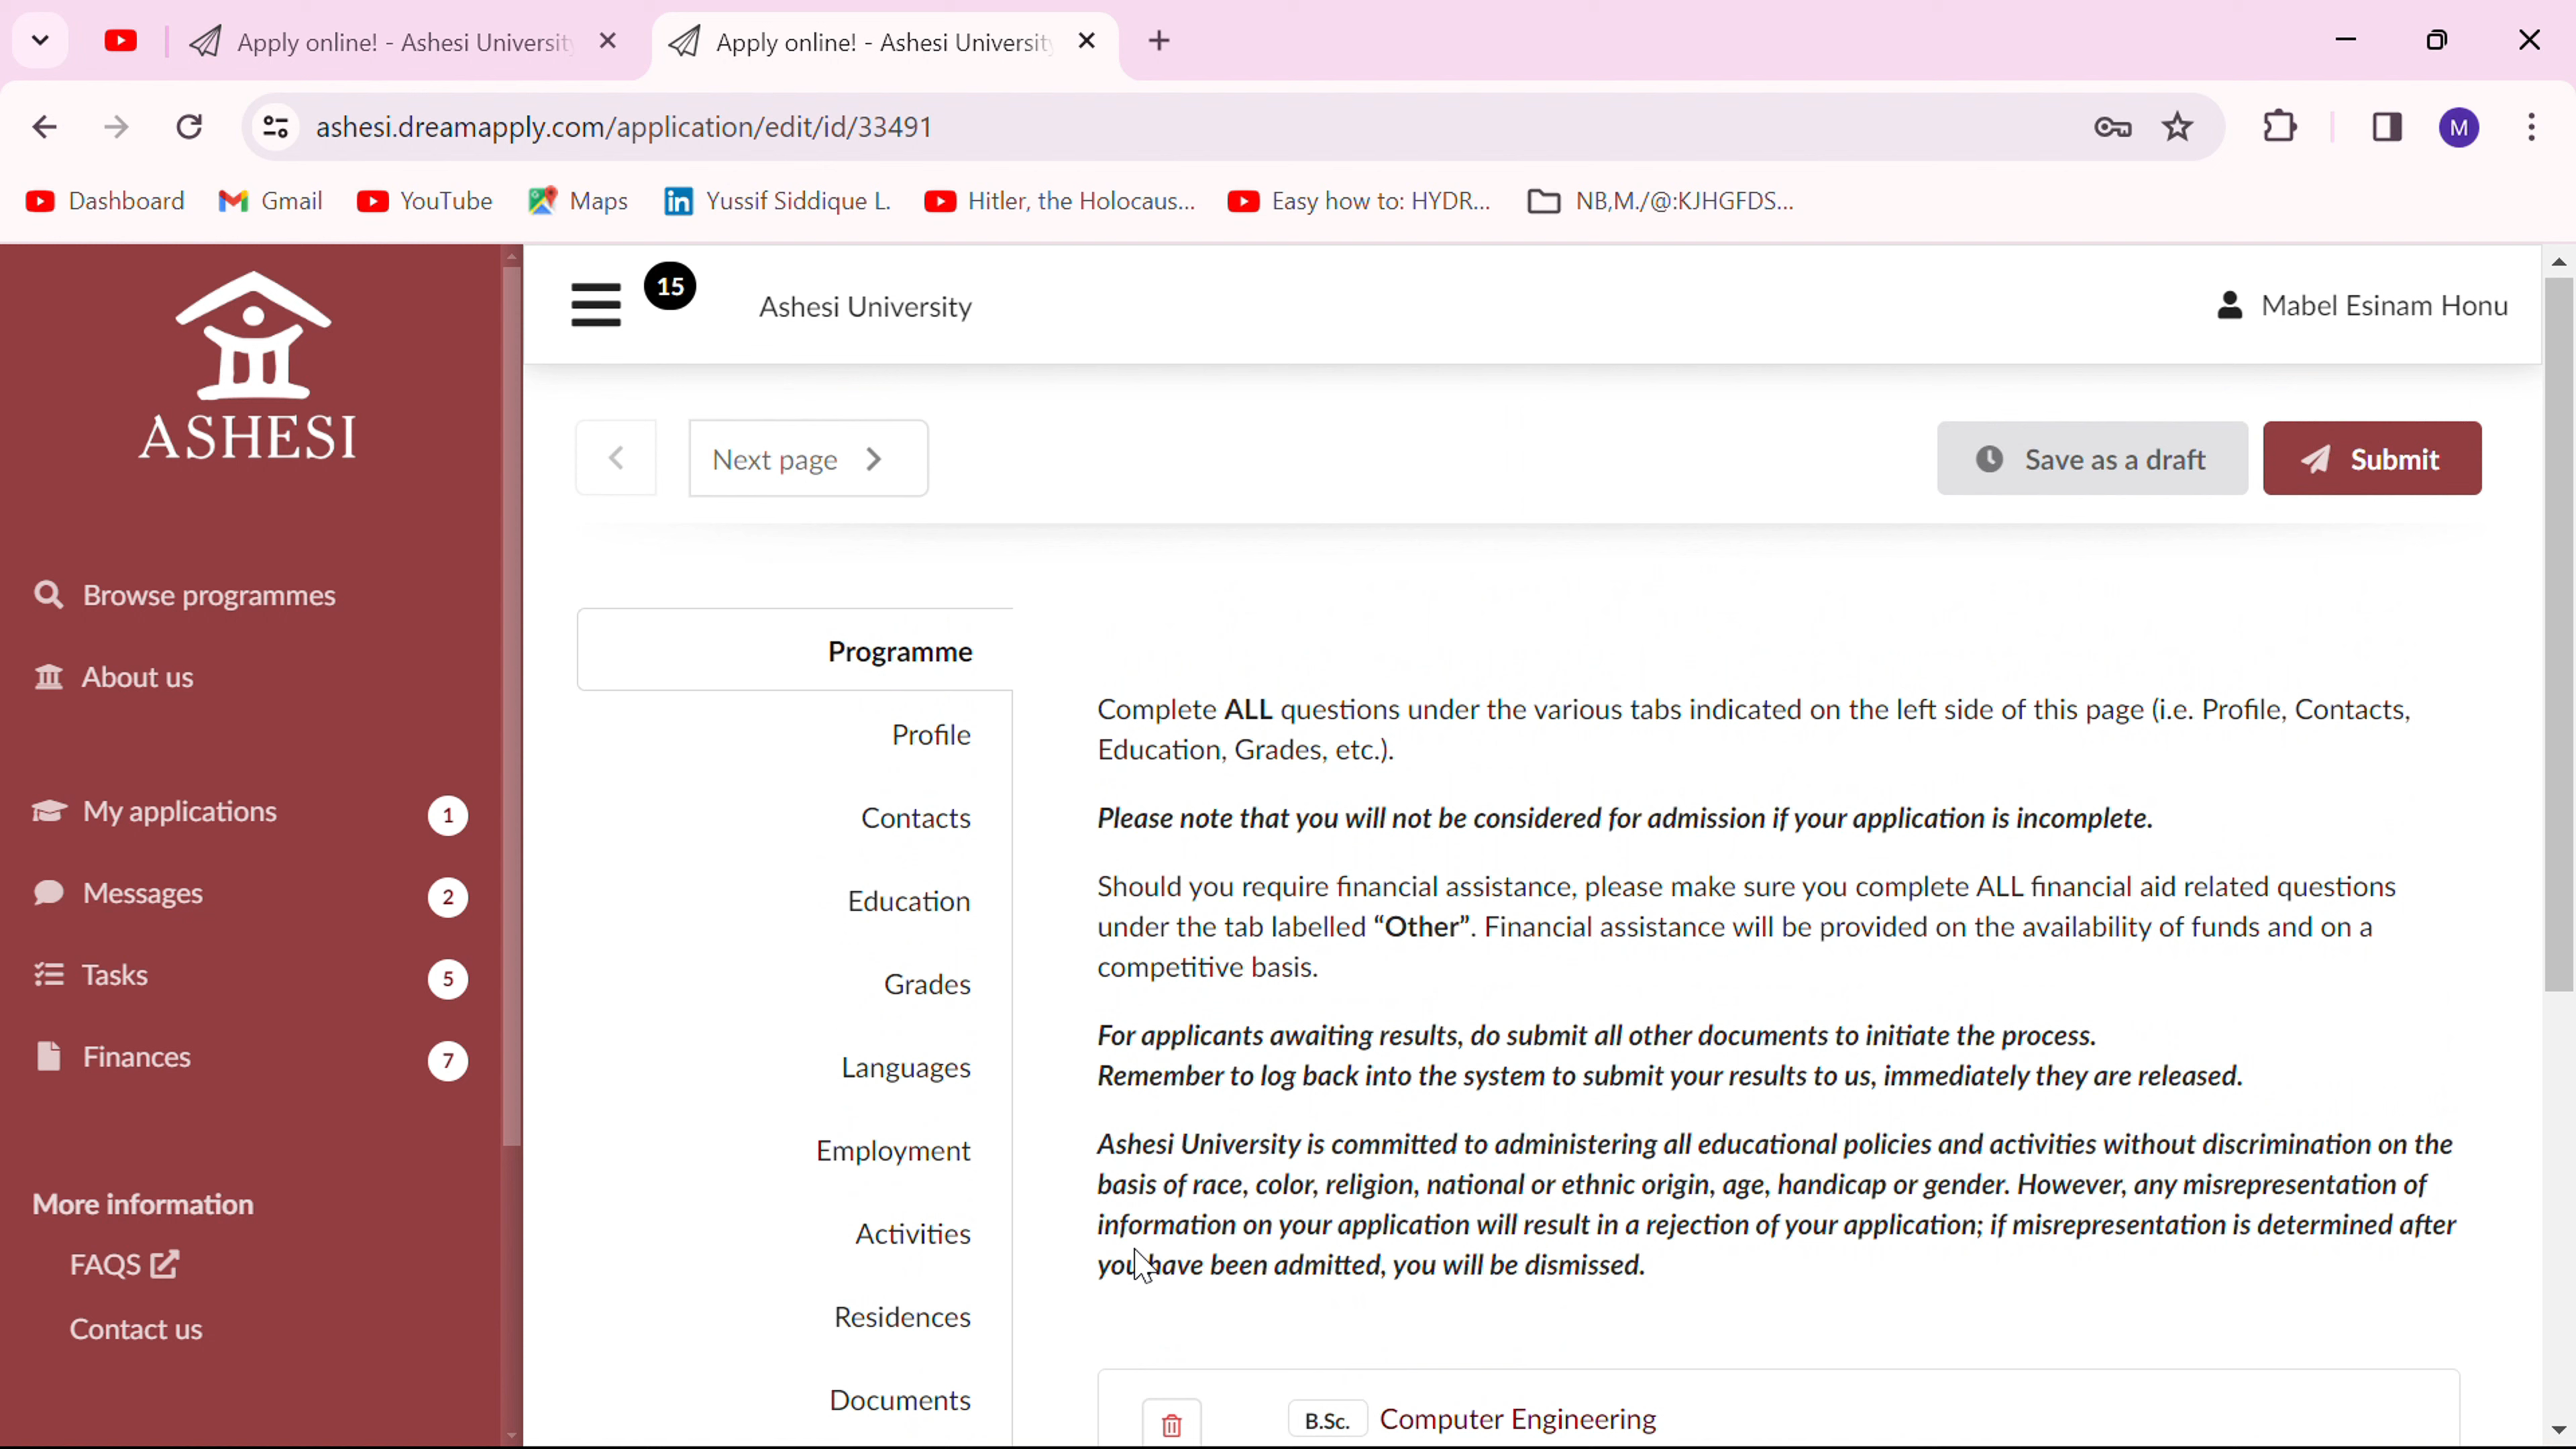 Apply online! - Ashesi University
Apply online! - Ashesi University
ashesi.dreamapply.com/application/edit/id/33491
M
Dashboard
Gmail
YouTube
Maps
Yussif Siddique L.
Hitler, the Holocaus...
Easy how to: HYDR...
NB,M./@:KJHGFDS...
ASHESI
Browse programmes
About us
My applications 1
Messages 2
Tasks 5
Finances 7
More information
FAQS
Contact us
15
Ashesi University
Mabel Esinam Honu
Next page
Save as a draft
Submit
Programme
Profile
Contacts
Education
Grades
Languages
Employment
Activities
Residences
Documents
Complete ALL questions under the various tabs indicated on the left side of this page (i.e. Profile, Contacts,
Education, Grades, etc.).
Please note that you will not be considered for admission if your application is incomplete.
Should you require financial assistance, please make sure you complete ALL financial aid related questions
under the tab labelled “Other”. Financial assistance will be provided on the availability of funds and on a
competitive basis.
For applicants awaiting results, do submit all other documents to initiate the process.
Remember to log back into the system to submit your results to us, immediately they are released.
Ashesi University is committed to administering all educational policies and activities without discrimination on the
basis of race, color, religion, national or ethnic origin, age, handicap or gender. However, any misrepresentation of
information on your application will result in a rejection of your application; if misrepresentation is determined after
you have been admitted, you will be dismissed.
B.Sc. Computer Engineering